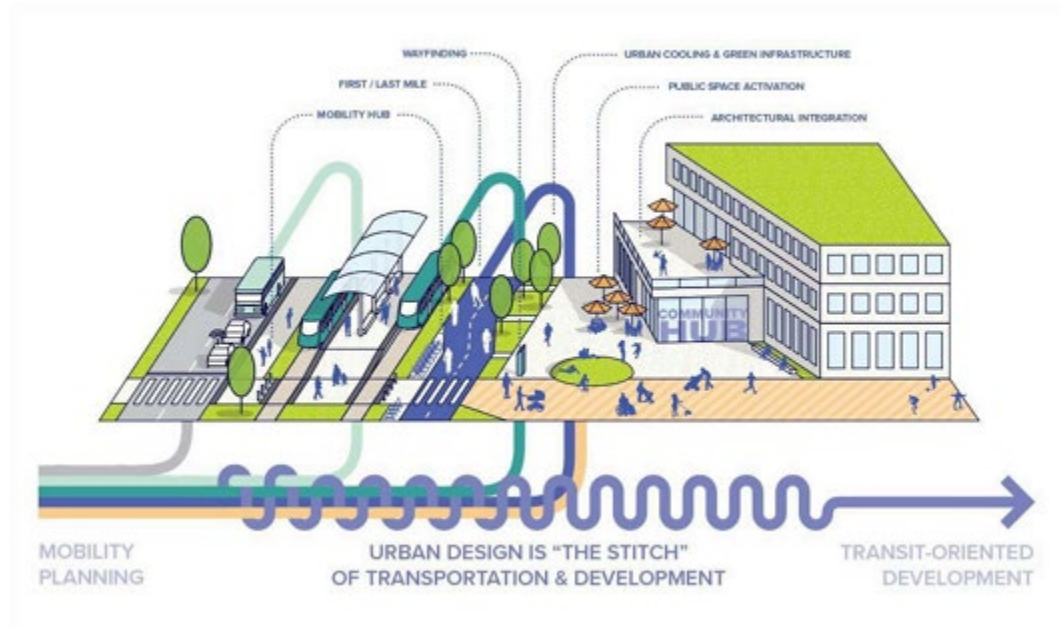 WAYFINDING
FIRST / LAST MILE
MOBILITY HUB
URBAN COOLING & GREEN INFRASTRUCTURE
PUBLIC SPACE ACTIVATION
ARCHITECTURAL INTEGRATION
COMMUNITY
HUB
MOBILITY
PLANNING
URBAN DESIGN IS “THE STITCH”
OF TRANSPORTATION & DEVELOPMENT
TRANSIT-ORIENTED
DEVELOPMENT